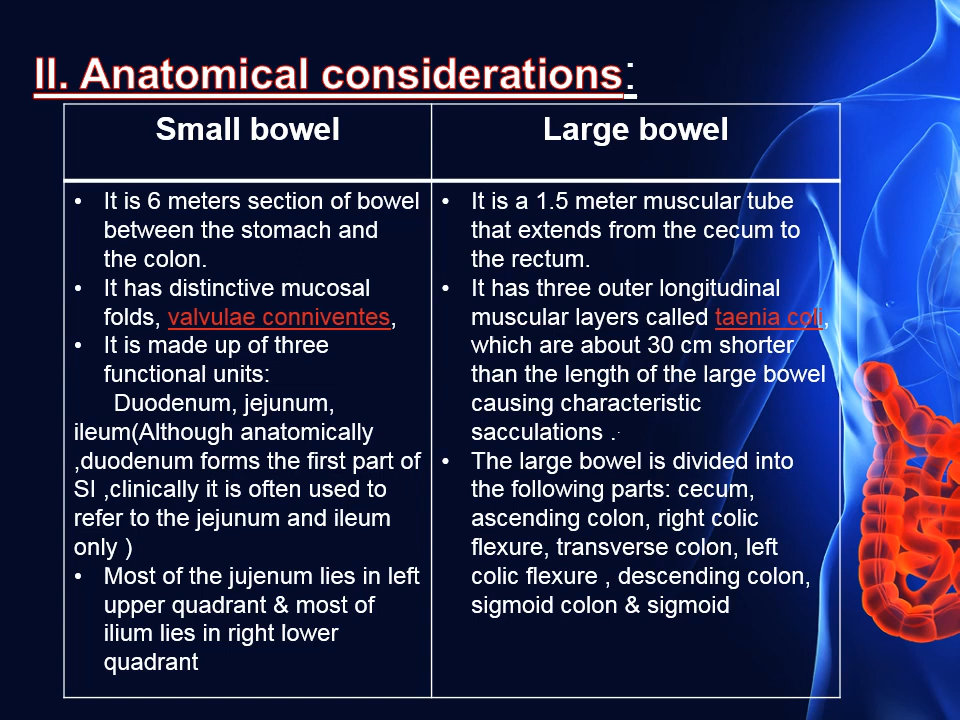 II. Anatomical considerations:
Small bowel
Large bowel
• It is 6 meters section of bowel
between the stomach and
the colon.
• It has distinctive mucosal
folds, valvulae conniventes,
• It is made up of three
functional units:
Duodenum, jejunum,
ileum(Although anatomically
,duodenum forms the first part of
SI ,clinically it is often used to
refer to the jejunum and ileum
only )
• Most of the jujenum lies in left
upper quadrant & most of
ilium lies in right lower
quadrant
• It is a 1.5 meter muscular tube
that extends from the cecum to
the rectum.
• It has three outer longitudinal
muscular layers called taenia coli,
which are about 30 cm shorter
than the length of the large bowel
causing characteristic
sacculations .
• The large bowel is divided into
the following parts: cecum,
ascending colon, right colic
flexure, transverse colon, left
colic flexure , descending colon,
sigmoid colon & sigmoid